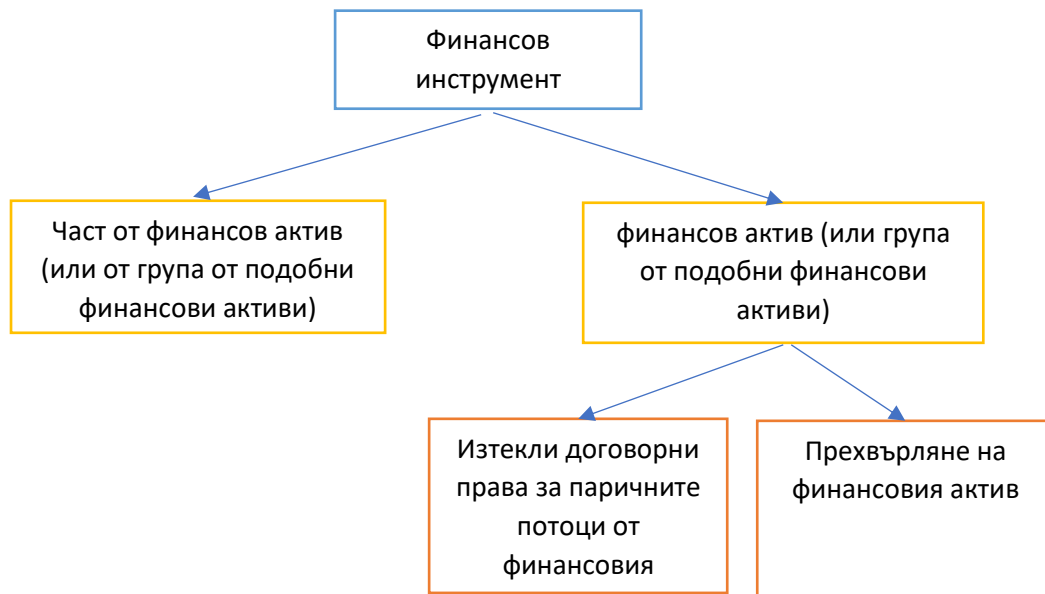 Финансов
инструмент
Част от финансов актив
(или от група от подобни
финансови активи)
финансов актив (или група
от подобни финансови
активи)
Изтекли договорни
права за паричните
потоци от
финансовия
Прехвърляне на
финансовия актив